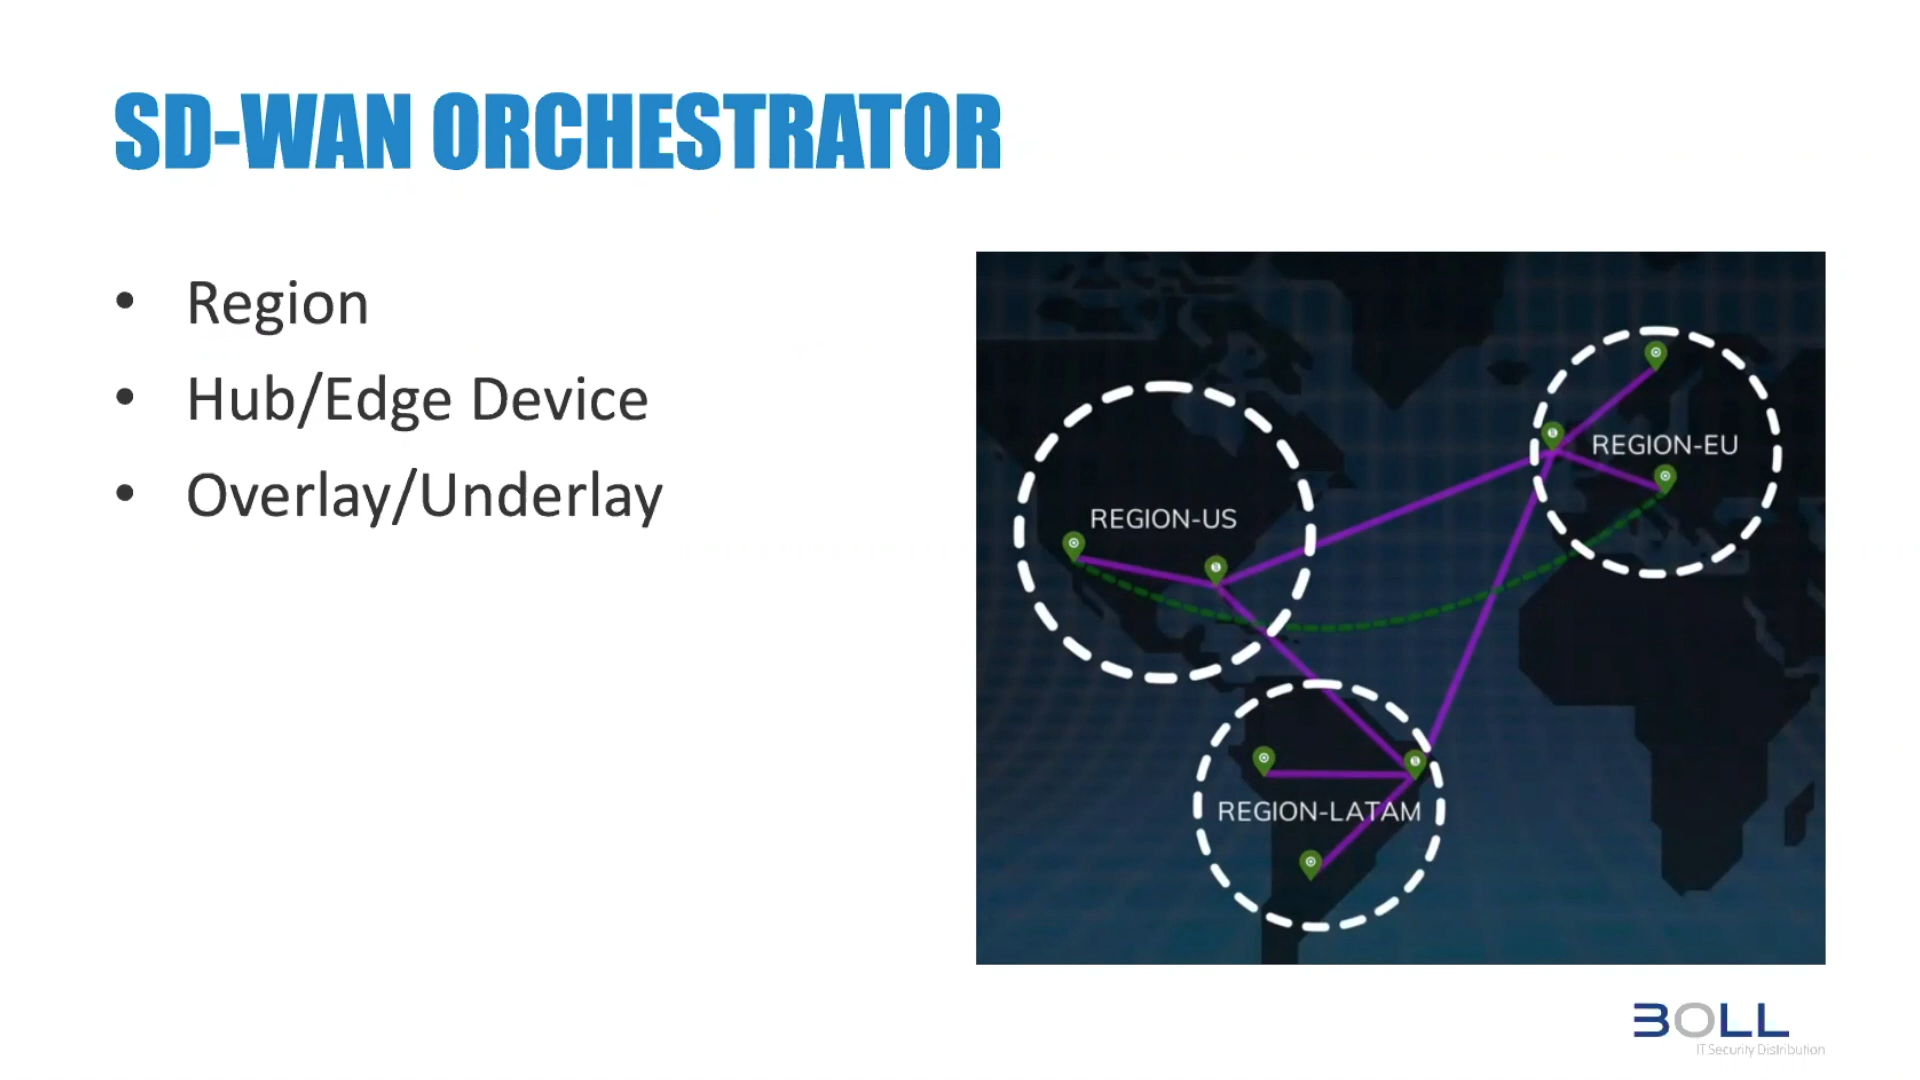 SD-WAN ORCHESTRATOR
• Region
• Hub/Edge Device
• Overlay/Underlay
REGION-EU
REGION-US
REGION-LATAM
BOLL
IT Security Distribution